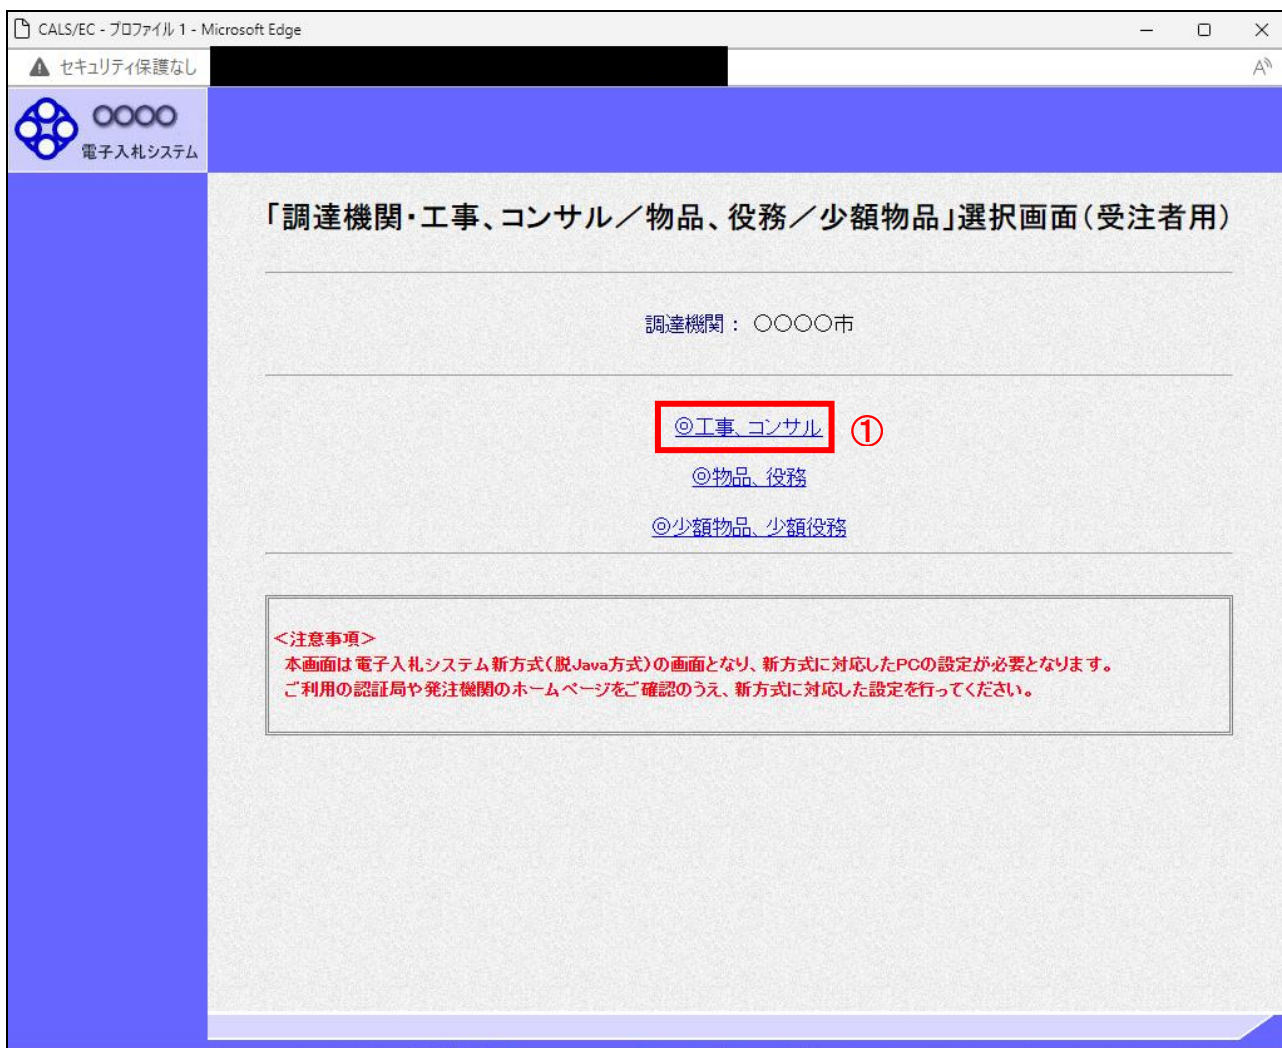 CALS/EC - プロファイル 1 - Microsoft Edge
セキュリティ保護なし
○○○○
電子入札システム
「調達機関・工事、コンサル／物品、役務／少額物品」選択画面（受注者用）
調達機関： ○○○○市
◎工事、コンサル ①
◎物品、役務
◎少額物品、少額役務
＜注意事項＞
本画面は電子入札システム新方式（脱Java方式）の画面となり、新方式に対応したPCの設定が必要となります。
ご利用の認証局や発注機関のホームページをご確認のうえ、新方式に対応した設定を行ってください。